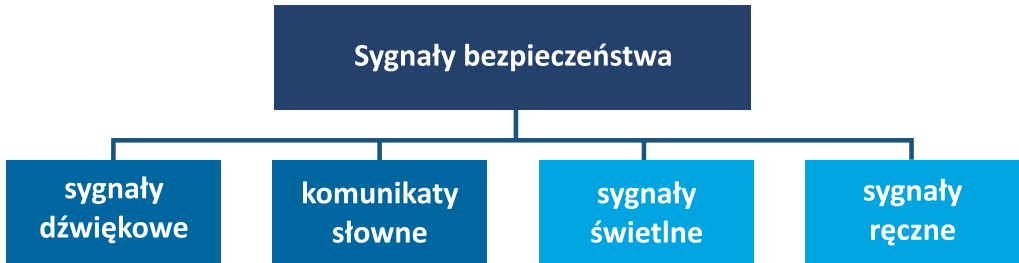 Sygnały bezpieczeństwa
sygnały
dźwiękowe
komunikaty
słowne
sygnały
świetlne
sygnały
ręczne